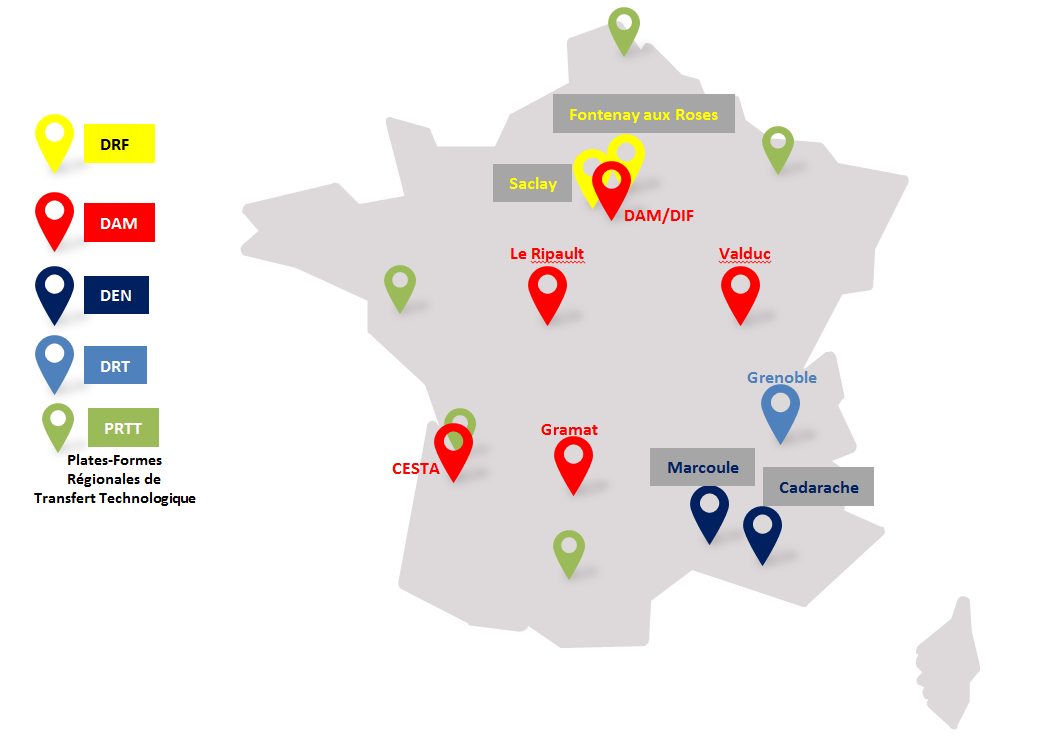 DRF
DAM
DEN
DRT
PRTT
Plates-Formes
Régionales de
Transfert Technologique
Fontenay aux Roses
Saclay
DAM/DIF
Le Ripault
Valduc
Grenoble
Gramat
CESTA
Marcoule
Cadarache